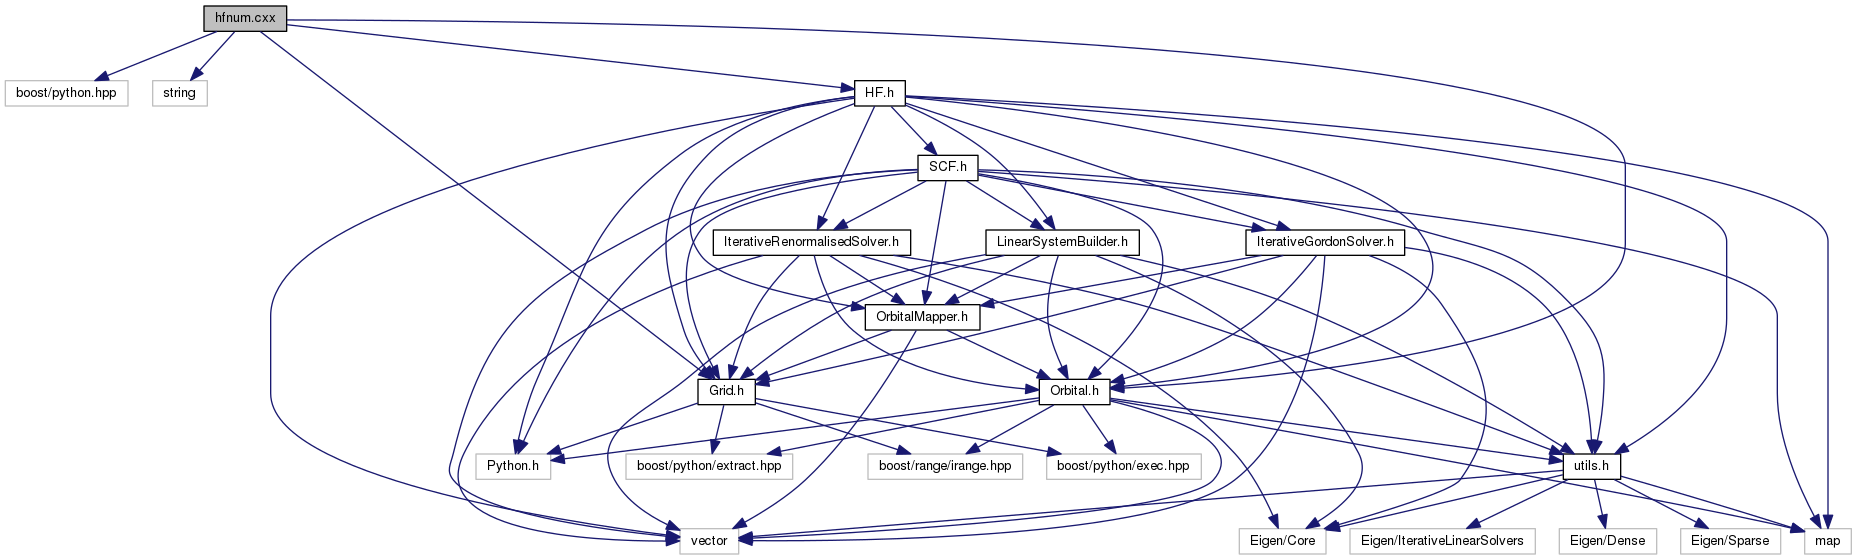 hfnum.cxx
boost/python.hpp
string
HF.h
SCF.h
IterativeRenormalisedSolver.h
LinearSystemBuilder.h
IterativeGordonSolver.h
OrbitalMapper.h
Grid.h
Orbital.h
Python.h
boost/python/extract.hpp
boost/range/irange.hpp
boost/python/exec.hpp
utils.h
vector
Eigen/Core
Eigen/IterativeLinearSolvers
Eigen/Dense
Eigen/Sparse
map